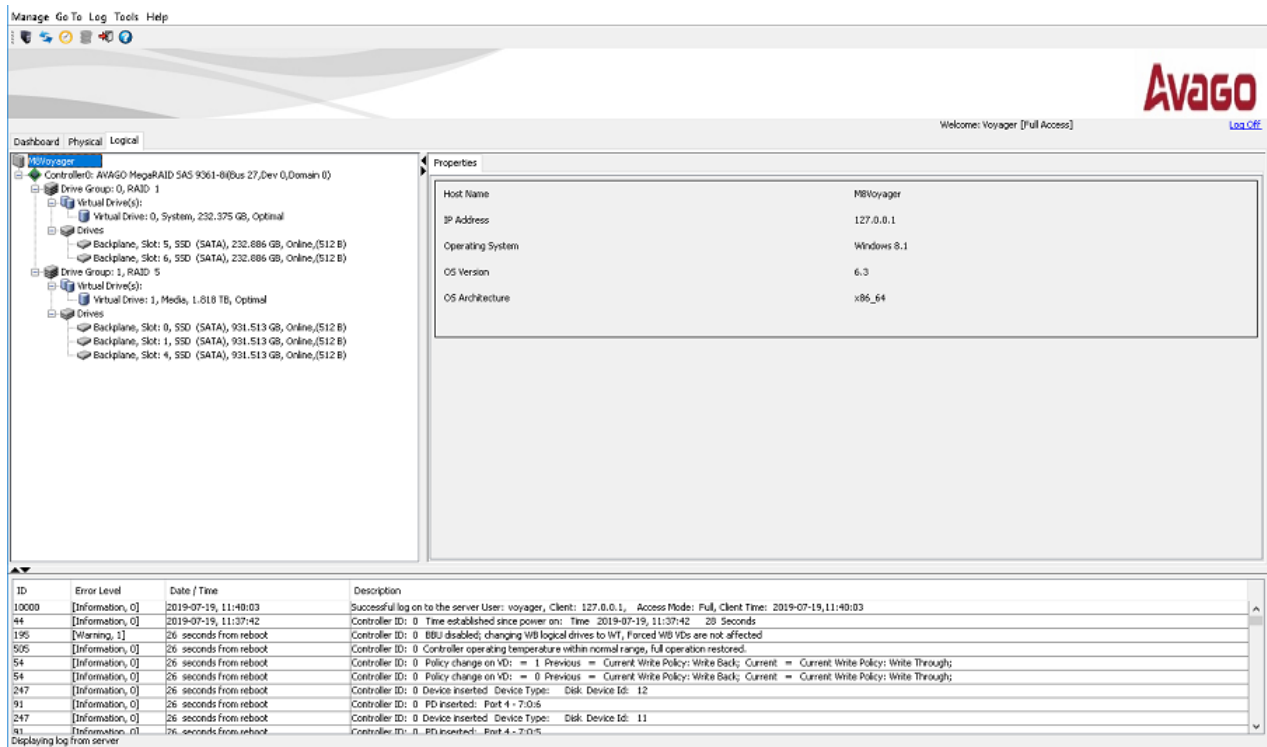 Manage Go To Log Tools Help
AVAGO
Welcome: Voyager [Full Access]
Log Off
Dashboard Physical Logical
M8Voyager
Controller0: AVAGO MegaRAID SAS 9361-8i(Bus 27,Dev 0,Domain 0)
Drive Group: 0, RAID 1
Virtual Drive(s):
Virtual Drive: 0, System, 232.375 GB, Optimal
Drives
Backplane, Slot: 5, SSD (SATA), 232.886 GB, Online,(512 B)
Backplane, Slot: 6, SSD (SATA), 232.886 GB, Online,(512 B)
Drive Group: 1, RAID 5
Virtual Drive(s):
Virtual Drive: 1, Media, 1.818 TB, Optimal
Drives
Backplane, Slot: 0, SSD (SATA), 931.513 GB, Online,(512 B)
Backplane, Slot: 1, SSD (SATA), 931.513 GB, Online,(512 B)
Backplane, Slot: 4, SSD (SATA), 931.513 GB, Online,(512 B)
Properties
Host Name M8Voyager
IP Address 127.0.0.1
Operating System Windows 8.1
OS Version 6.3
OS Architecture x86_64
ID Error Level Date / Time Description
10000 [Information, 0] 2019-07-19, 11:40:03 Successful log on to the server User: voyager, Client: 127.0.0.1, Access Mode: Full, Client Time: 2019-07-19,11:40:03
44 [Information, 0] 2019-07-19, 11:37:42 Controller ID: 0 Time established since power on: Time 2019-07-19, 11:37:42 28 Seconds
195 [Warning, 1] 26 seconds from reboot Controller ID: 0 BBU disabled; changing WB logical drives to WT, Forced WB VDs are not affected
505 [Information, 0] 26 seconds from reboot Controller ID: 0 Controller operating temperature within normal range, full operation restored.
54 [Information, 0] 26 seconds from reboot Controller ID: 0 Policy change on VD: = 1 Previous = Current Write Policy: Write Back; Current = Current Write Policy: Write Through;
54 [Information, 0] 26 seconds from reboot Controller ID: 0 Policy change on VD: = 0 Previous = Current Write Policy: Write Back; Current = Current Write Policy: Write Through;
247 [Information, 0] 26 seconds from reboot Controller ID: 0 Device inserted Device Type: Disk Device Id: 12
91 [Information, 0] 26 seconds from reboot Controller ID: 0 PD inserted: Port 4 - 7:0:6
247 [Information, 0] 26 seconds from reboot Controller ID: 0 Device inserted Device Type: Disk Device Id: 11
91 [Information, 0] 26 seconds from reboot Controller ID: 0 PD inserted: Port 4 - 7:0:5
Displaying log from server